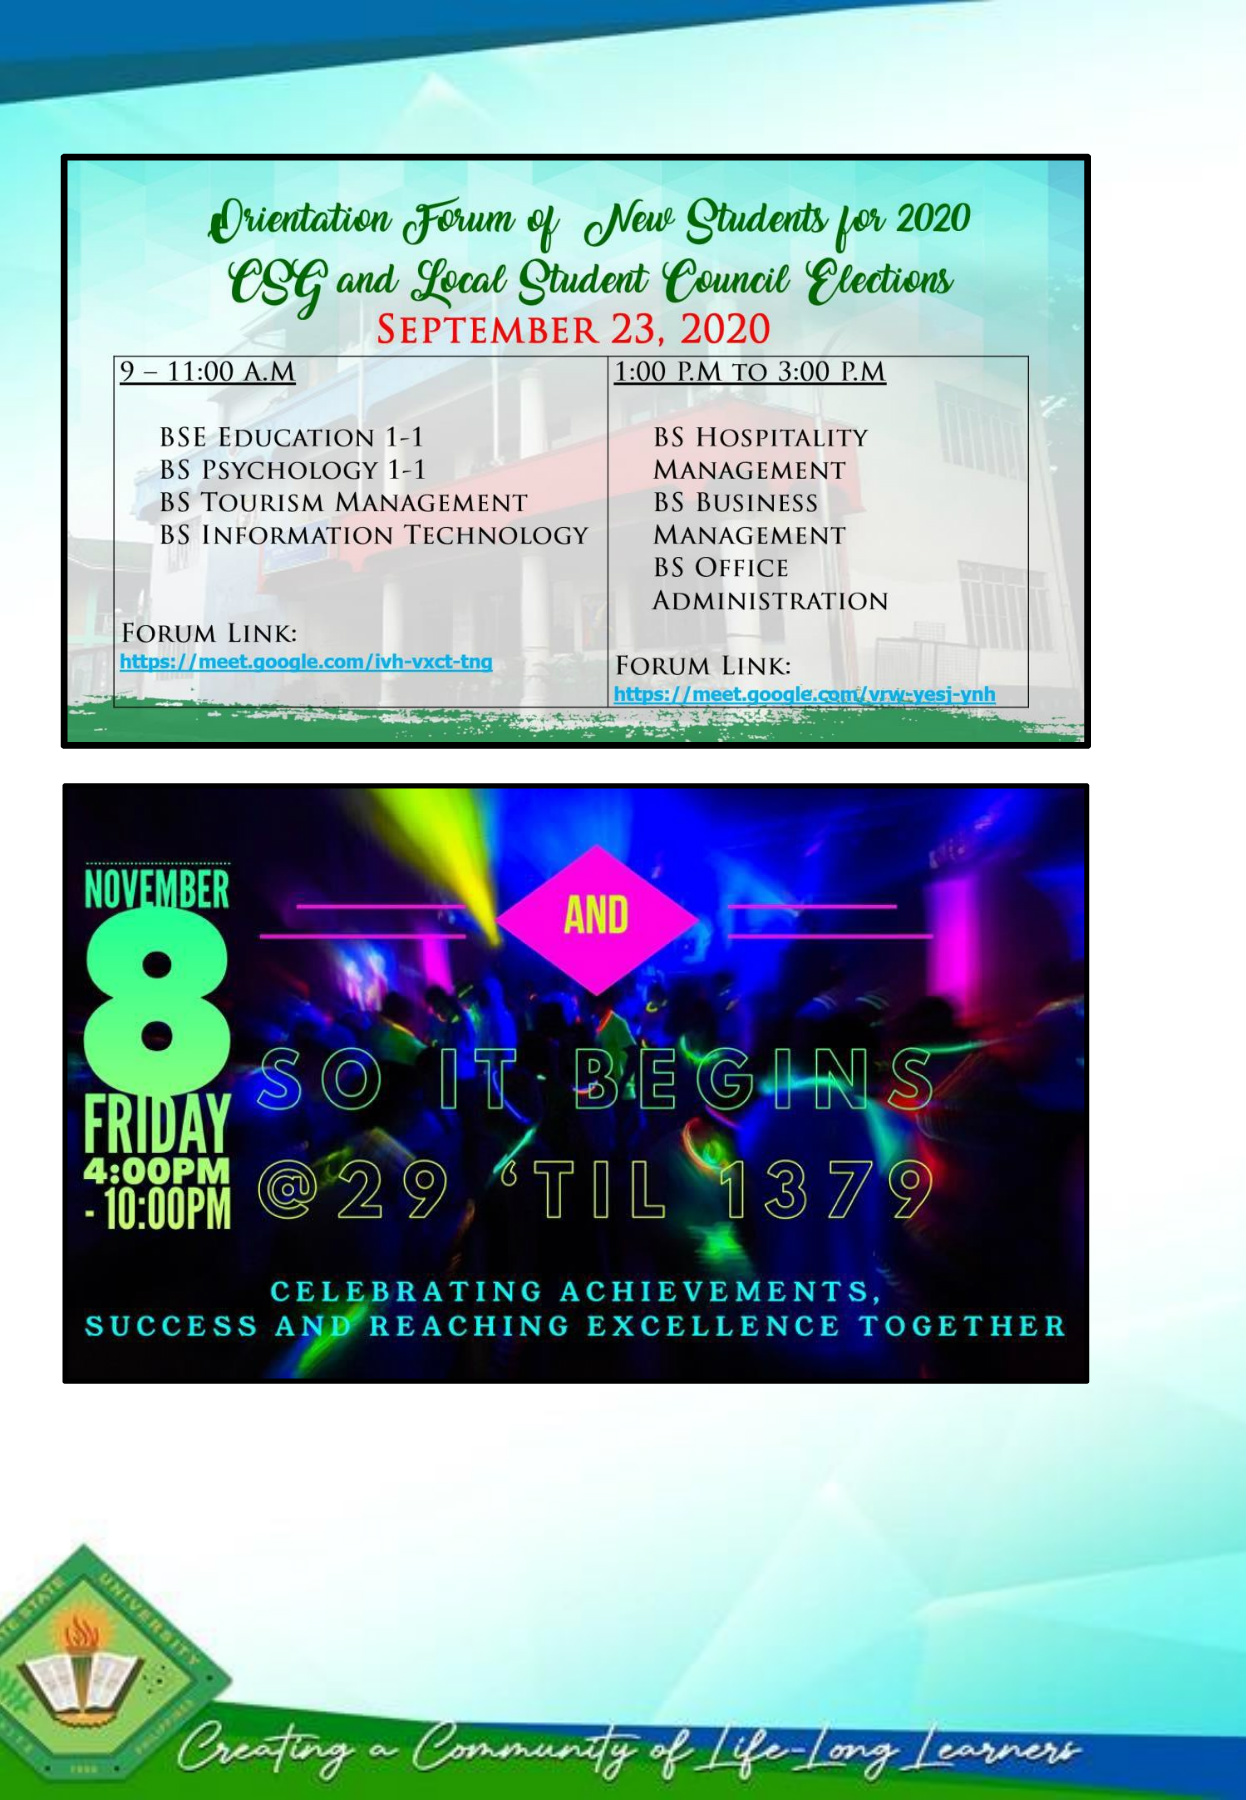 Orientation Forum of New Students for 2020
CSG and Local Student Council Elections
September 23, 2020
9 – 11:00 A.M
BSE Education 1-1
BS Psychology 1-1
BS Tourism Management
BS Information Technology
Forum Link:
https://meet.google.com/ivh-vxct-tng
1:00 P.M to 3:00 P.M
BS Hospitality
Management
BS Business
Management
BS Office
Administration
Forum Link:
https://meet.google.com/vrw-yesj-ynh
NOVEMBER
8
FRIDAY
4:00PM
- 10:00PM
AND
SO IT BEGINS
@29 ‘TIL 1379
CELEBRATING ACHIEVEMENTS,
SUCCESS AND REACHING EXCELLENCE TOGETHER
STATE UNIVERSITY
PHILIPPINES
Creating a Community of Life-Long Learners